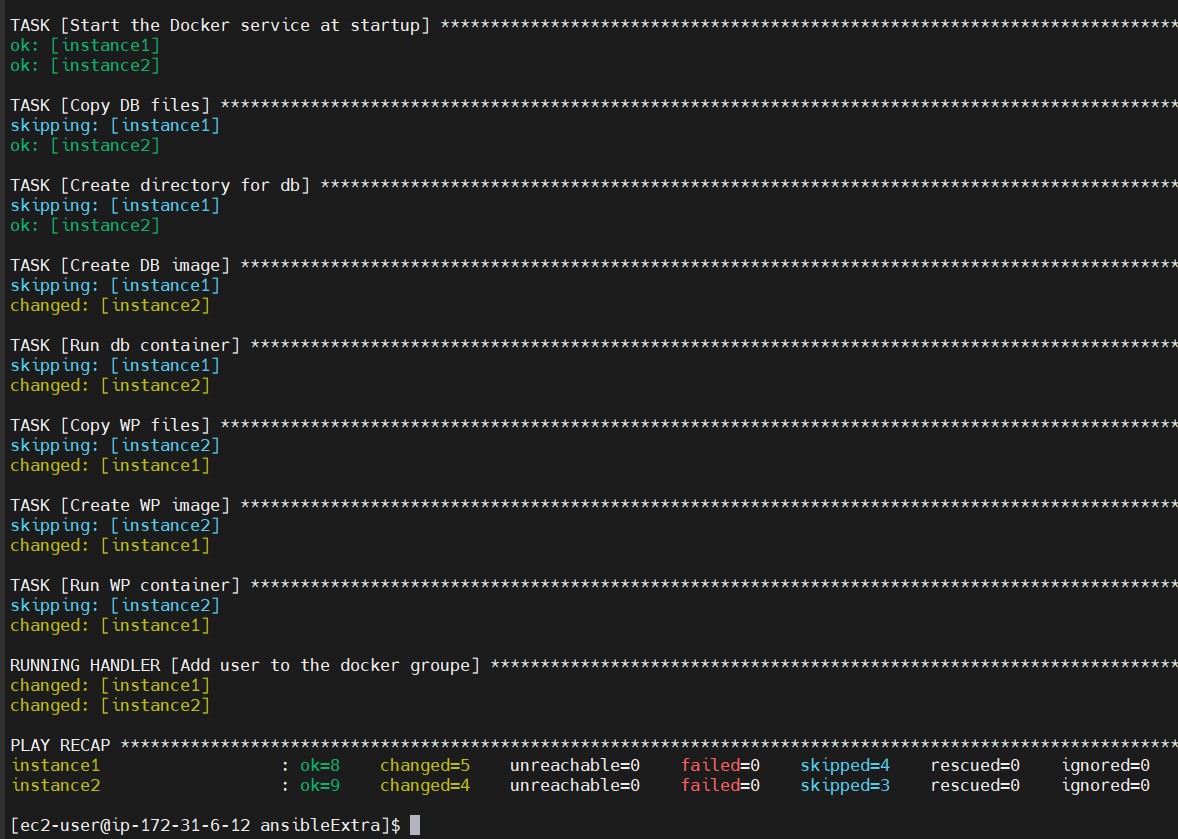 TASK [Start the Docker service at startup] **************************************************************************
ok: [instance1]
ok: [instance2]
TASK [Copy DB files] ************************************************************************************************
skipping: [instance1]
ok: [instance2]
TASK [Create directory for db] **************************************************************************************
skipping: [instance1]
ok: [instance2]
TASK [Create DB image] **********************************************************************************************
skipping: [instance1]
changed: [instance2]
TASK [Run db container] *********************************************************************************************
skipping: [instance1]
changed: [instance2]
TASK [Copy WP files] ************************************************************************************************
skipping: [instance2]
changed: [instance1]
TASK [Create WP image] **********************************************************************************************
skipping: [instance2]
changed: [instance1]
TASK [Run WP container] *********************************************************************************************
skipping: [instance2]
changed: [instance1]
RUNNING HANDLER [Add user to the docker groupe] *********************************************************************
changed: [instance1]
changed: [instance2]
PLAY RECAP **********************************************************************************************************
instance1                  : ok=8    changed=5    unreachable=0    failed=0    skipped=4    rescued=0    ignored=0
instance2                  : ok=9    changed=4    unreachable=0    failed=0    skipped=3    rescued=0    ignored=0
[ec2-user@ip-172-31-6-12 ansibleExtra]$